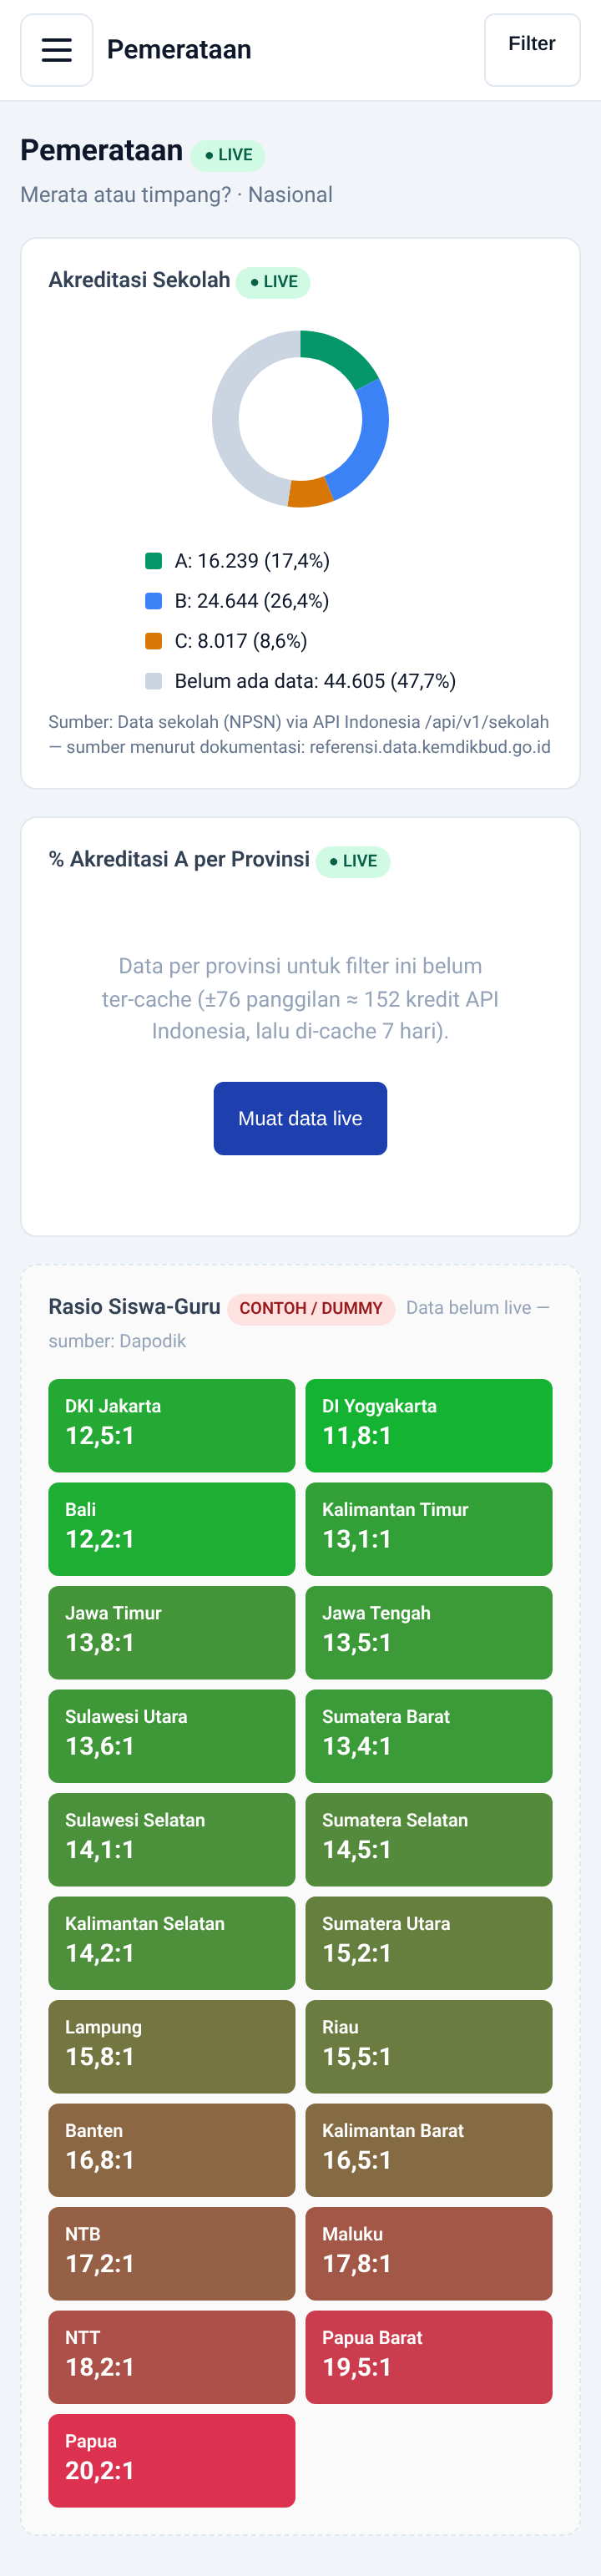 Pemerataan
Filter
Pemerataan ● LIVE
Merata atau timpang? · Nasional
Akreditasi Sekolah ● LIVE
A: 16.239 (17,4%)
B: 24.644 (26,4%)
C: 8.017 (8,6%)
Belum ada data: 44.605 (47,7%)
Sumber: Data sekolah (NPSN) via API Indonesia /api/v1/sekolah
— sumber menurut dokumentasi: referensi.data.kemdikbud.go.id
% Akreditasi A per Provinsi ● LIVE
Data per provinsi untuk filter ini belum
ter-cache (±76 panggilan ≈ 152 kredit API
Indonesia, lalu di-cache 7 hari).
Muat data live
Rasio Siswa-Guru CONTOH / DUMMY Data belum live —
sumber: Dapodik
DKI Jakarta
12,5:1
DI Yogyakarta
11,8:1
Bali
12,2:1
Kalimantan Timur
13,1:1
Jawa Timur
13,8:1
Jawa Tengah
13,5:1
Sulawesi Utara
13,6:1
Sumatera Barat
13,4:1
Sulawesi Selatan
14,1:1
Sumatera Selatan
14,5:1
Kalimantan Selatan
14,2:1
Sumatera Utara
15,2:1
Lampung
15,8:1
Riau
15,5:1
Banten
16,8:1
Kalimantan Barat
16,5:1
NTB
17,2:1
Maluku
17,8:1
NTT
18,2:1
Papua Barat
19,5:1
Papua
20,2:1